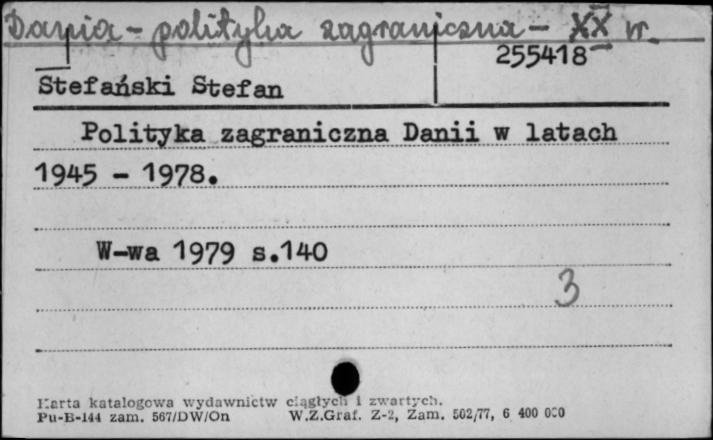 Dania - polityka zagraniczna - XX w.
255418
Stefański Stefan
Polityka zagraniczna Danii w latach
1945 - 1978.
W-wa 1979 s.140
3
Karta katalogowa wydawnictw ciągłych i zwartych.
Pu-B-144 zam. 567/DW/On W.Z.Graf. Z-2, Zam. 502/77, 6 400 000